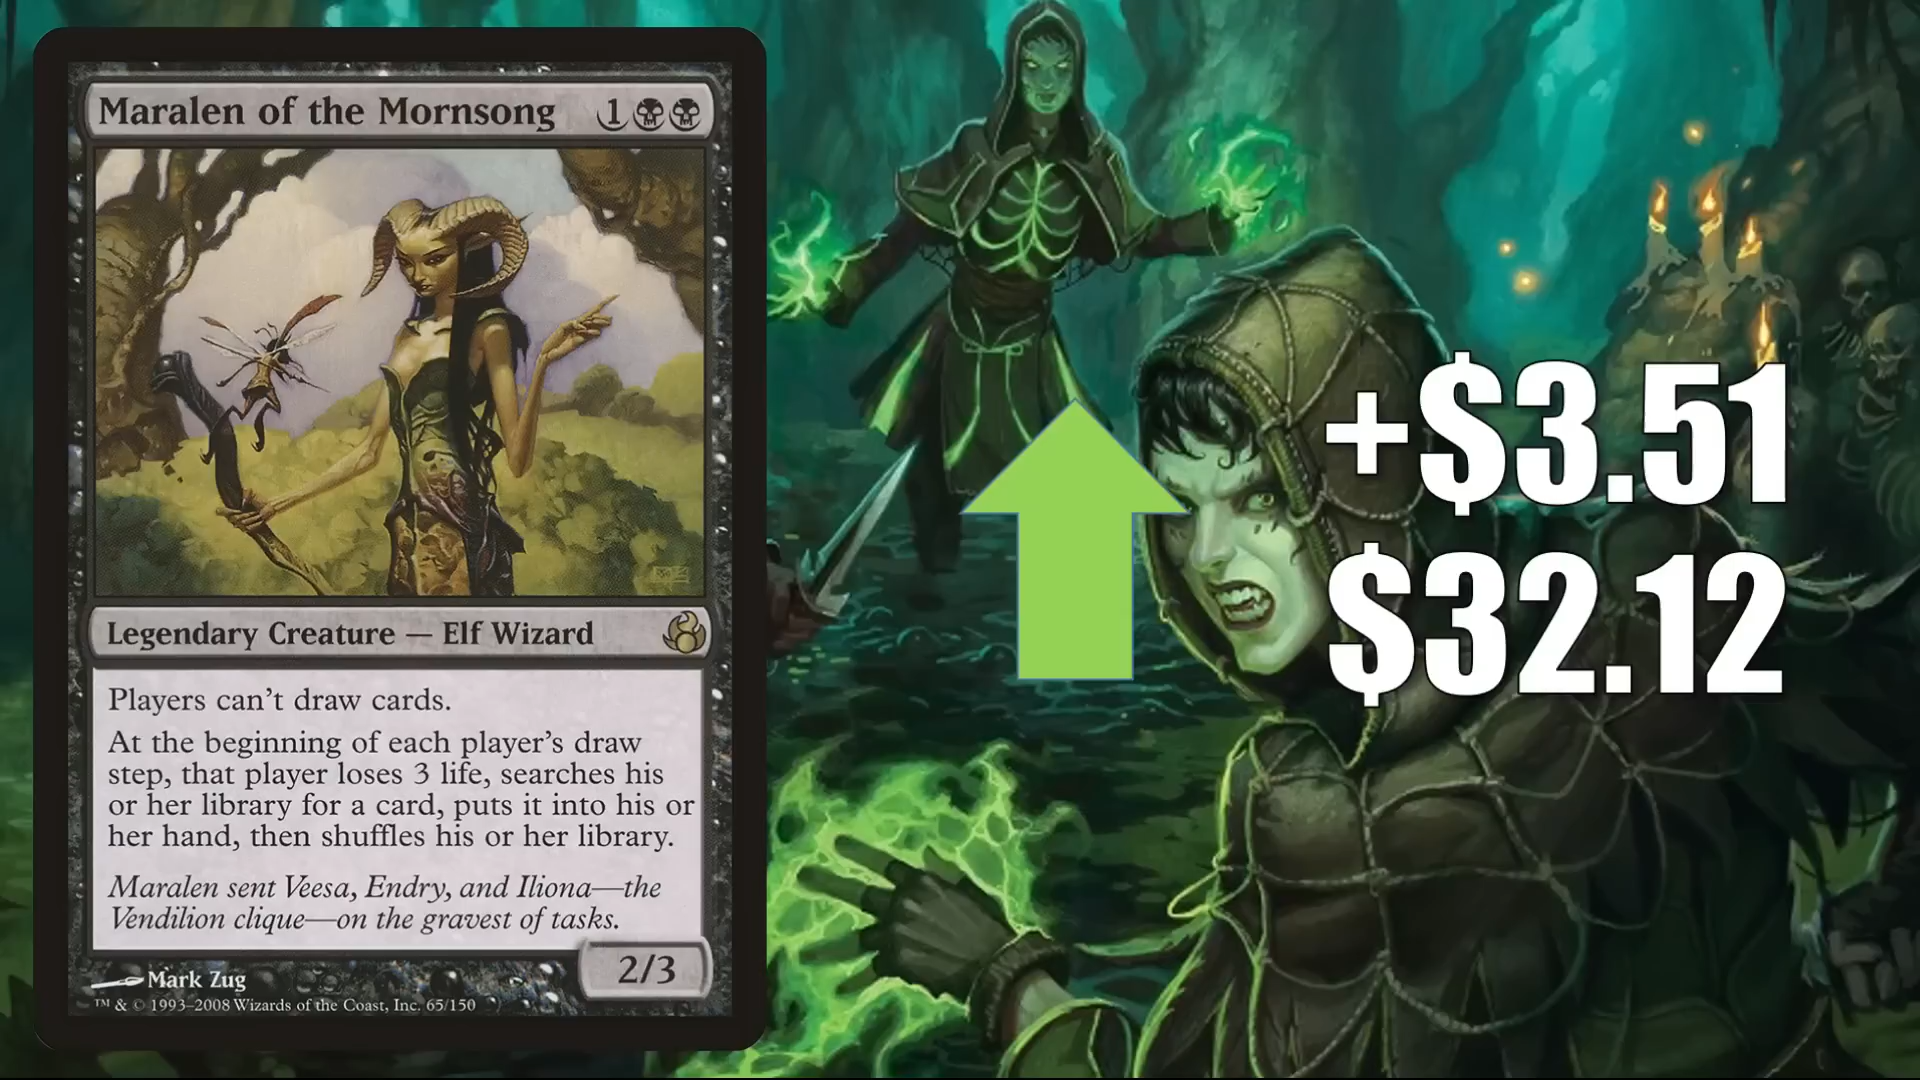 Maralen of the Mornsong 1
Legendary Creature — Elf Wizard
Players can't draw cards.
At the beginning of each player's draw
step, that player loses 3 life, searches his
or her library for a card, puts it into his or
her hand, then shuffles his or her library.
Maralen sent Veesa, Endry, and Iliona—the
Vendilion clique—on the gravest of tasks.
2/3
Mark Zug
™ & © 1993–2008 Wizards of the Coast, Inc. 65/150
+$3.51
$32.12